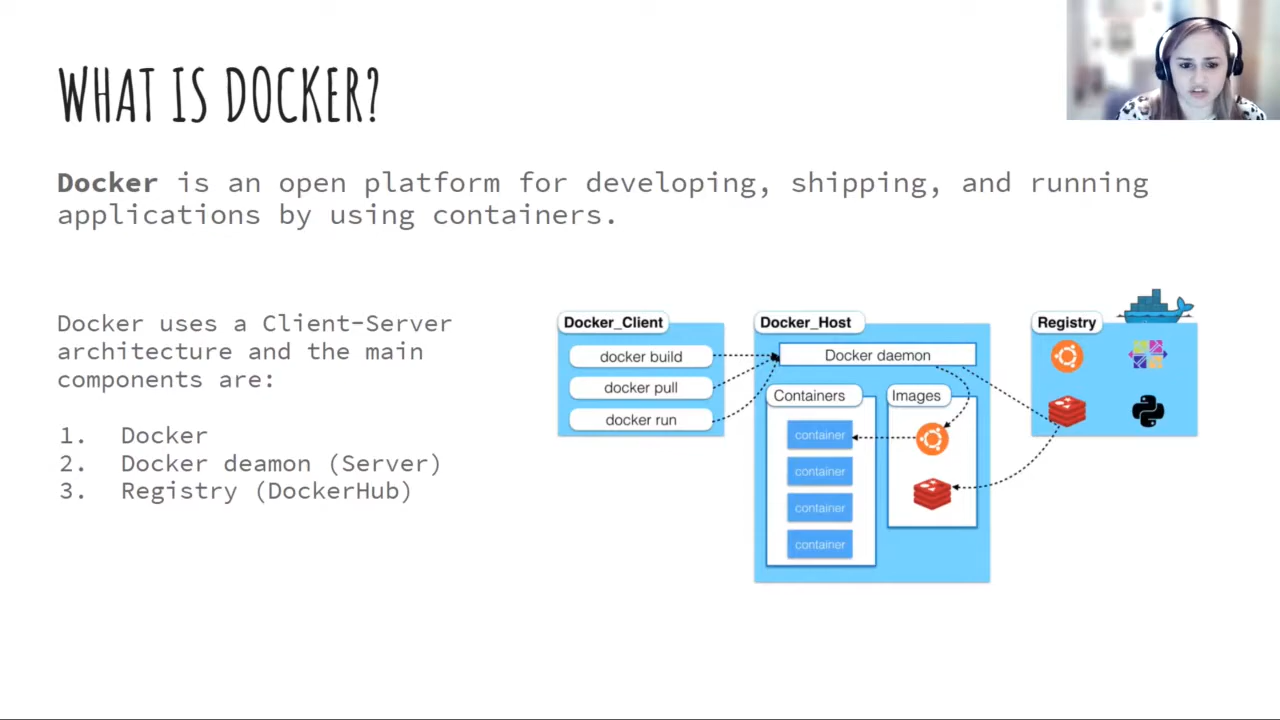 WHAT IS DOCKER?
Docker is an open platform for developing, shipping, and running
applications by using containers.
Docker uses a Client-Server
architecture and the main
components are:
1. Docker
2. Docker deamon (Server)
3. Registry (DockerHub)
Docker_Client
docker build
docker pull
docker run
Docker_Host
Docker daemon
Containers
container
container
container
container
Images
Registry